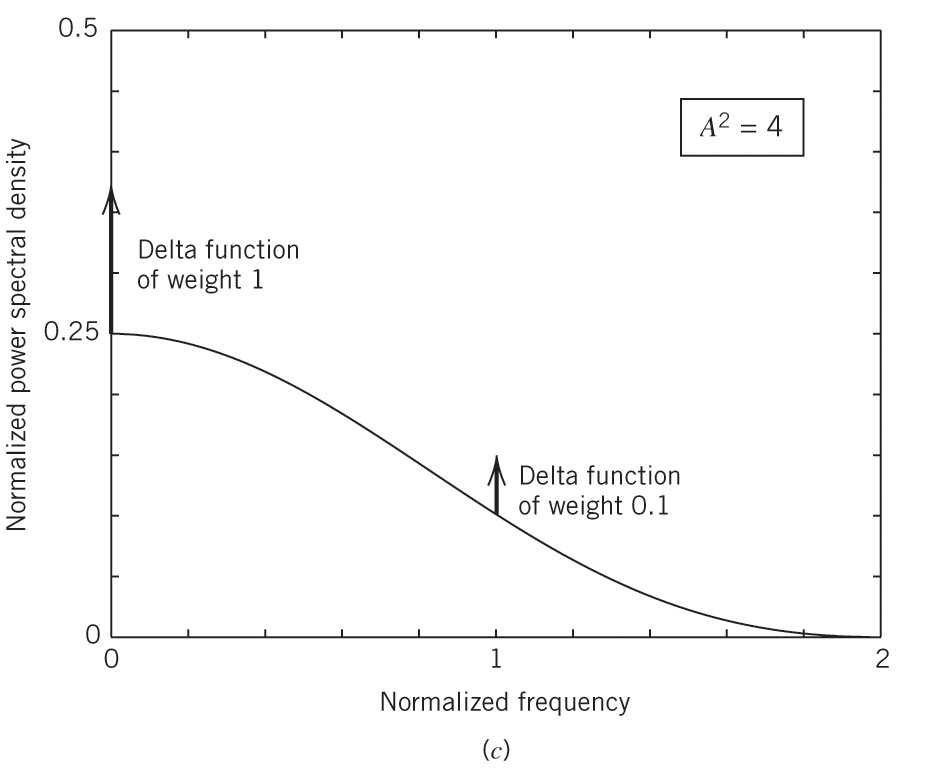 0.5
A² = 4
Normalized power spectral density
Delta function
of weight 1
0.25
Delta function
of weight 0.1
0
0
1
2
Normalized frequency
(c)